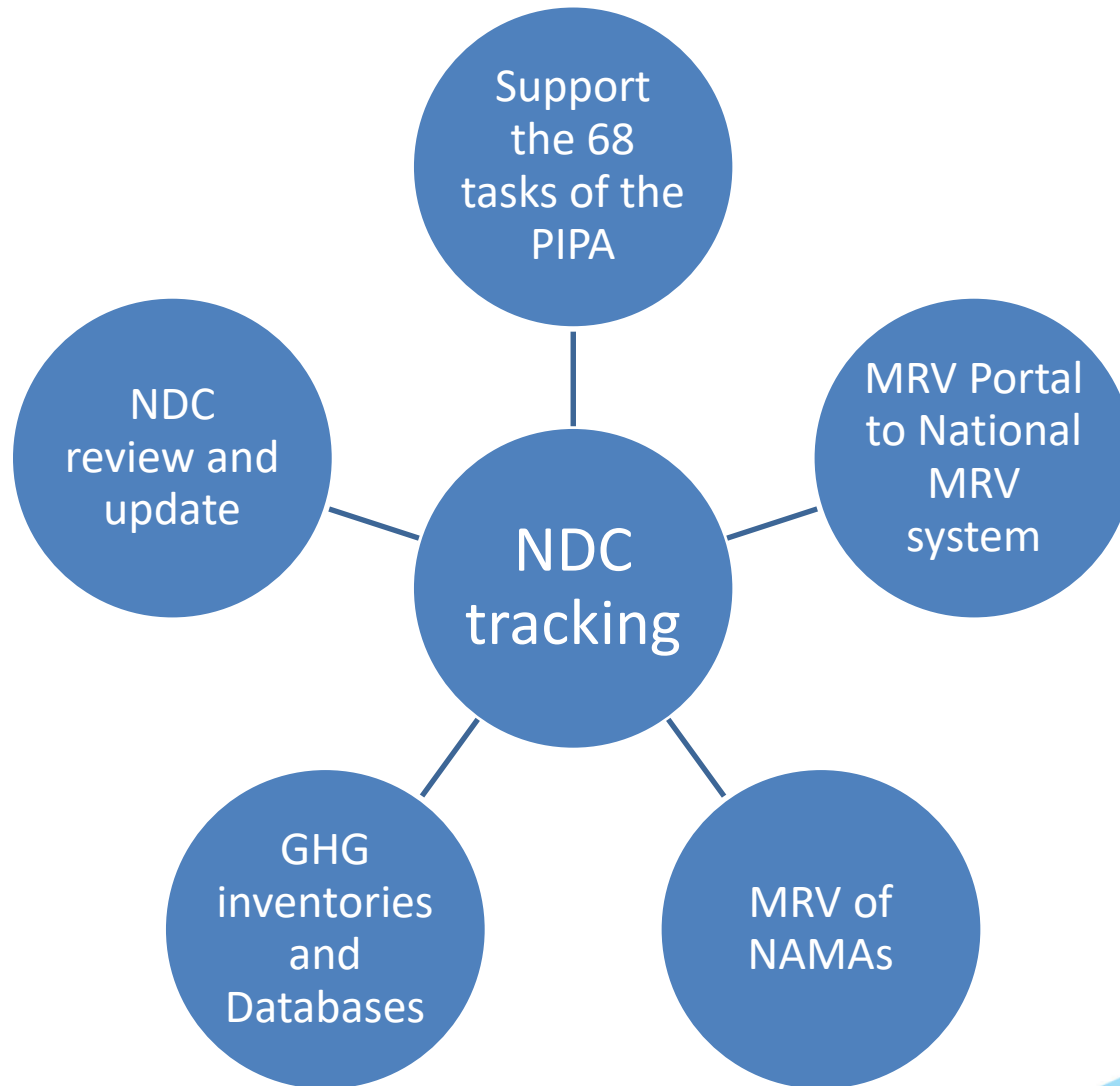 Support
the 68
tasks of the
PIPA
MRV Portal
to National
MRV
system
MRV of
NAMAs
GHG
inventories
and
Databases
NDC
review and
update
NDC
tracking